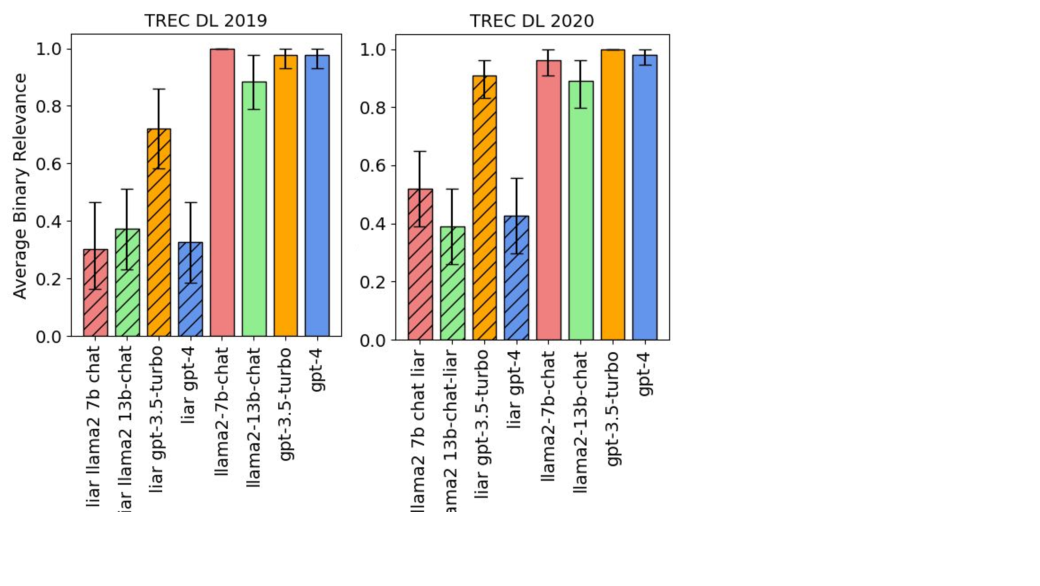 TREC DL 2019
TREC DL 2020
Average Binary Relevance
1.0
0.8
0.6
0.4
0.2
0.0
liar llama2 7b chat
iar llama2 13b-chat
liar gpt-3.5-turbo
liar gpt-4
llama2-7b-chat
llama2-13b-chat
gpt-3.5-turbo
gpt-4
1.0
0.8
0.6
0.4
0.2
0.0
llama2 7b chat liar
ama2 13b-chat-liar
liar gpt-3.5-turbo
liar gpt-4
llama2-7b-chat
llama2-13b-chat
gpt-3.5-turbo
gpt-4